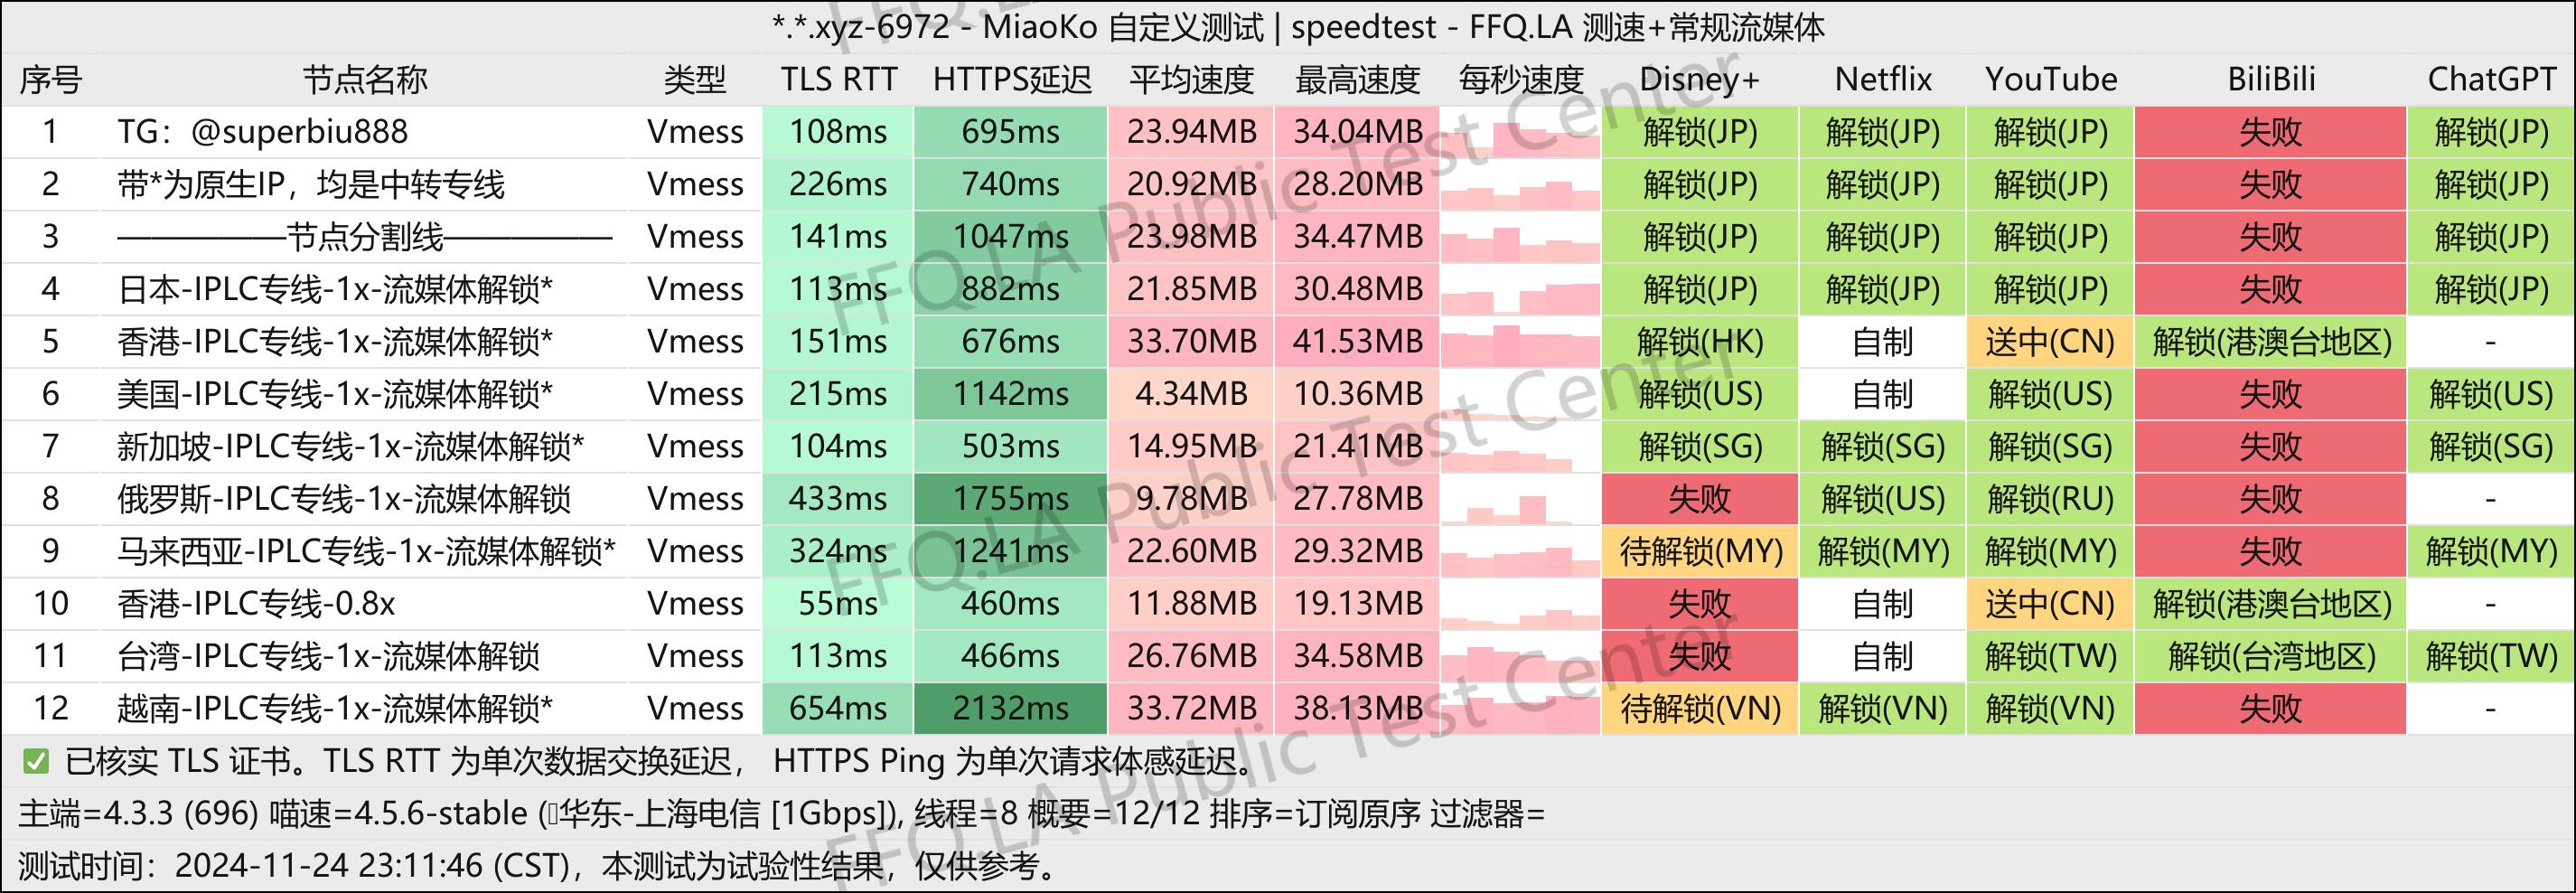 *.*.xyz-6972 - MiaoKo 自定义测试 | speedtest - FFQ.LA 测速+常规流媒体
序号 节点名称 类型 TLS RTT HTTPS延迟 平均速度 最高速度 每秒速度 Disney+ Netflix YouTube BiliBili ChatGPT
1 TG：@superbiu888 Vmess 108ms 695ms 23.94MB 34.04MB 解锁(JP) 解锁(JP) 解锁(JP) 失败 解锁(JP)
2 带*为原生IP，均是中转专线 Vmess 226ms 740ms 20.92MB 28.20MB 解锁(JP) 解锁(JP) 解锁(JP) 失败 解锁(JP)
3 —————节点分割线————— Vmess 141ms 1047ms 23.98MB 34.47MB 解锁(JP) 解锁(JP) 解锁(JP) 失败 解锁(JP)
4 日本-IPLC专线-1x-流媒体解锁* Vmess 113ms 882ms 21.85MB 30.48MB 解锁(JP) 解锁(JP) 解锁(JP) 失败 解锁(JP)
5 香港-IPLC专线-1x-流媒体解锁* Vmess 151ms 676ms 33.70MB 41.53MB 解锁(HK) 自制 送中(CN) 解锁(港澳台地区) -
6 美国-IPLC专线-1x-流媒体解锁* Vmess 215ms 1142ms 4.34MB 10.36MB 解锁(US) 自制 解锁(US) 失败 解锁(US)
7 新加坡-IPLC专线-1x-流媒体解锁* Vmess 104ms 503ms 14.95MB 21.41MB 解锁(SG) 解锁(SG) 解锁(SG) 失败 解锁(SG)
8 俄罗斯-IPLC专线-1x-流媒体解锁 Vmess 433ms 1755ms 9.78MB 27.78MB 失败 解锁(US) 解锁(RU) 失败 -
9 马来西亚-IPLC专线-1x-流媒体解锁* Vmess 324ms 1241ms 22.60MB 29.32MB 待解锁(MY) 解锁(MY) 解锁(MY) 失败 解锁(MY)
10 香港-IPLC专线-0.8x Vmess 55ms 460ms 11.88MB 19.13MB 失败 自制 送中(CN) 解锁(港澳台地区) -
11 台湾-IPLC专线-1x-流媒体解锁 Vmess 113ms 466ms 26.76MB 34.58MB 失败 自制 解锁(TW) 解锁(台湾地区) 解锁(TW)
12 越南-IPLC专线-1x-流媒体解锁* Vmess 654ms 2132ms 33.72MB 38.13MB 待解锁(VN) 解锁(VN) 解锁(VN) 失败 -
✅ 已核实 TLS 证书。TLS RTT 为单次数据交换延迟， HTTPS Ping 为单次请求体感延迟。
主端=4.3.3 (696) 喵速=4.5.6-stable (华东-上海电信 [1Gbps]), 线程=8 概要=12/12 排序=订阅原序 过滤器=
测试时间：2024-11-24 23:11:46 (CST)，本测试为试验性结果，仅供参考。
FFQ.LA Public Test Center
FFQ.LA Public Test Center
FFQ.LA Public Test Center